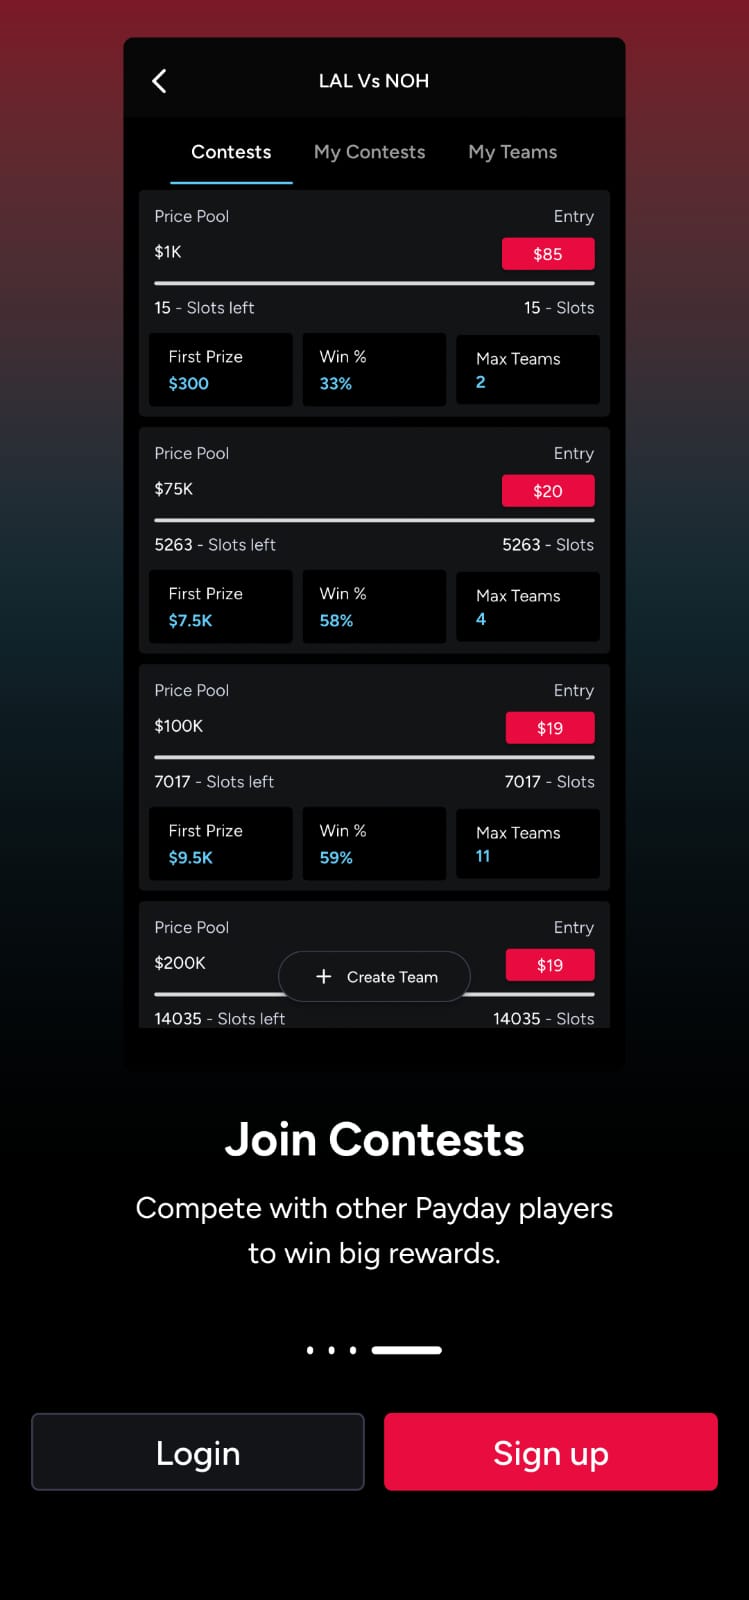 LAL Vs NOH
Contests My Contests My Teams
Price Pool Entry
$1K $85
15 - Slots left 15 - Slots
First Prize Win % Max Teams
$300 33% 2
Price Pool Entry
$75K $20
5263 - Slots left 5263 - Slots
First Prize Win % Max Teams
$7.5K 58% 4
Price Pool Entry
$100K $19
7017 - Slots left 7017 - Slots
First Prize Win % Max Teams
$9.5K 59% 11
Price Pool Entry
$200K + Create Team $19
14035 - Slots left 14035 - Slots
Join Contests
Compete with other Payday players
to win big rewards.
Login Sign up